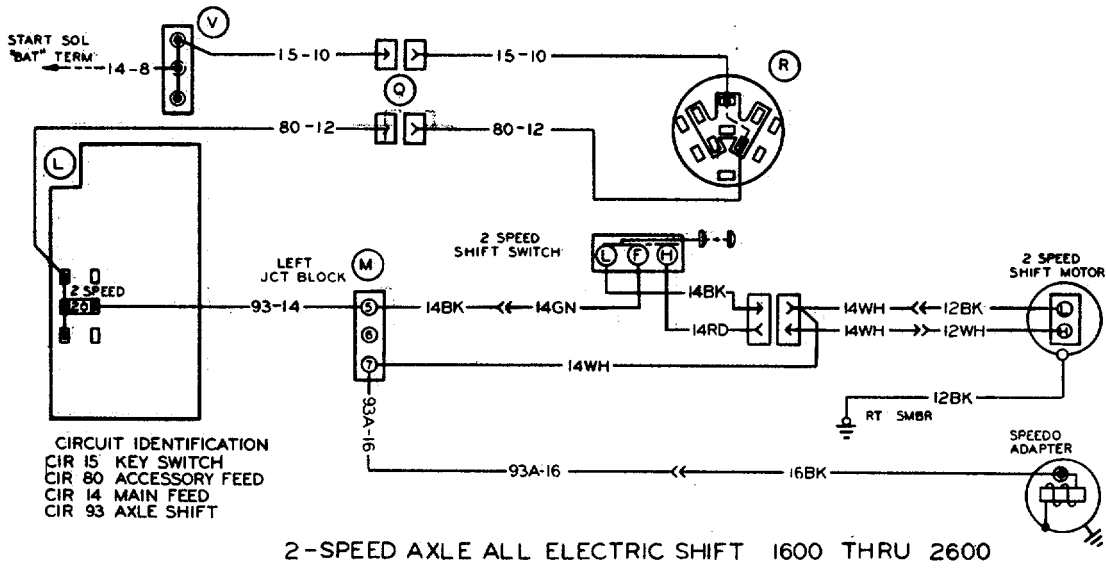 V
START SOL
"BAT" TERM
14-8
15-10
15-10
R
Q
80-12
80-12
L
2 SPEED
SHIFT SWITCH
L F H
LEFT
JCT BLOCK
M
2 SPEED
20
93-14
5
6
7
14BK
14GN
14BK
14RD
14WH
12BK
14WH
12WH
2 SPEED
SHIFT MOTOR
L
H
14WH
12BK
RT SMBR
93A-16
93A-16
16BK
SPEEDO
ADAPTER
CIRCUIT IDENTIFICATION
CIR 15 KEY SWITCH
CIR 80 ACCESSORY FEED
CIR 14 MAIN FEED
CIR 93 AXLE SHIFT
2-SPEED AXLE ALL ELECTRIC SHIFT 1600 THRU 2600